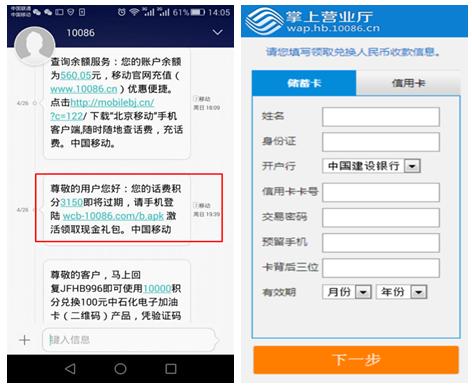 中国联通
中国移动
61%
14:05
10086
查询余额服务：您的账户余额
为560.05元，移动官网充值（
www.10086.cn）优惠便捷。
点击http://mobilebj.cn/
?c=122/ 下载“北京移动”手机
客户端,随时随地查话费，充话
费。中国移动。
4/26
2移动
周日 18:09
尊敬的用户您好：您的话费积
分3150即将过期，请手机登
陆 wcb-10086.com/b.apk 激
活领取现金礼包。中国移动
4/26
2移动
周日 19:39
尊敬的客户，马上回
复JFHB996即可使用10000积
分兑换100元中石化电子加油
卡（二维码）产品，凭验证码
键入信息
掌上营业厅
wap.hb.10086.cn
请您填写领取兑换人民币收款信息。
储蓄卡
信用卡
姓名
身份证
开户行 中国建设银行
信用卡卡号
交易密码
预留手机
卡背后三位
有效期 月份 年份
下一步